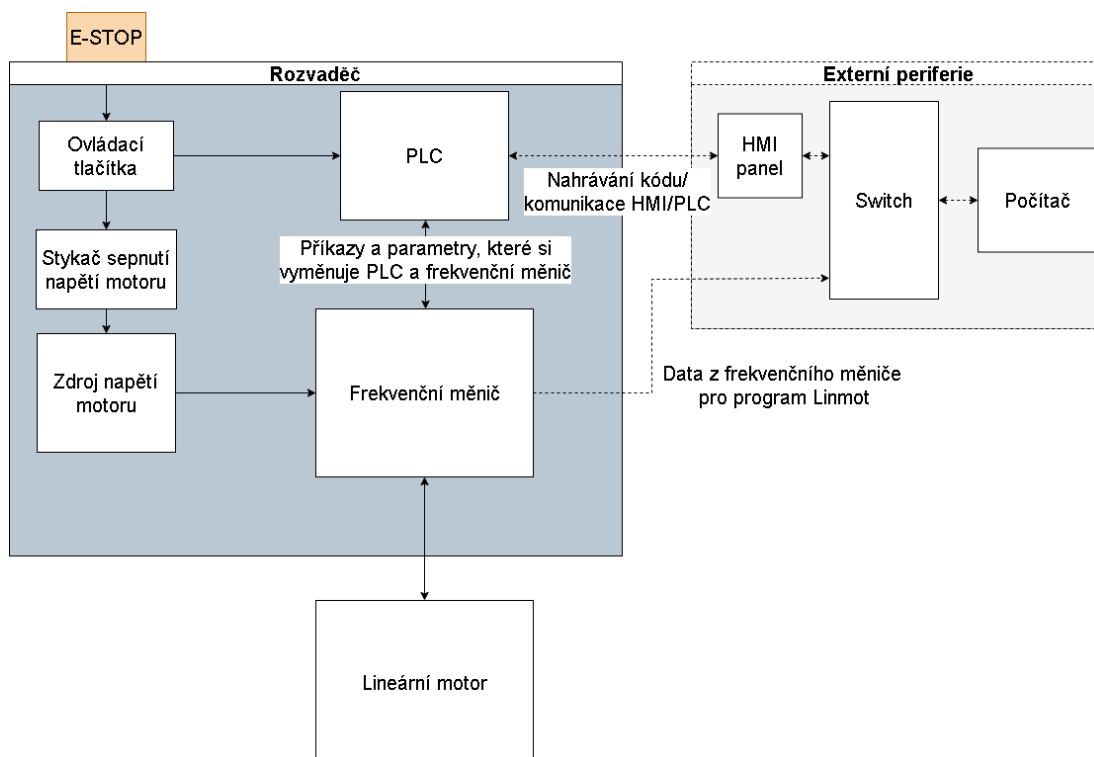 E-STOP
Rozvaděč
Externí periferie
Ovládací
tlačítka
PLC
HMI
panel
Switch
Počítač
Nahrávání kódu/
komunikace HMI/PLC
Stykač sepnutí
napětí motoru
Příkazy a parametry, které si
vyměnuje PLC a frekvenční měnič
Zdroj napětí
motoru
Frekvenční měnič
Data z frekvenčního měniče
pro program Linmot
Lineární motor